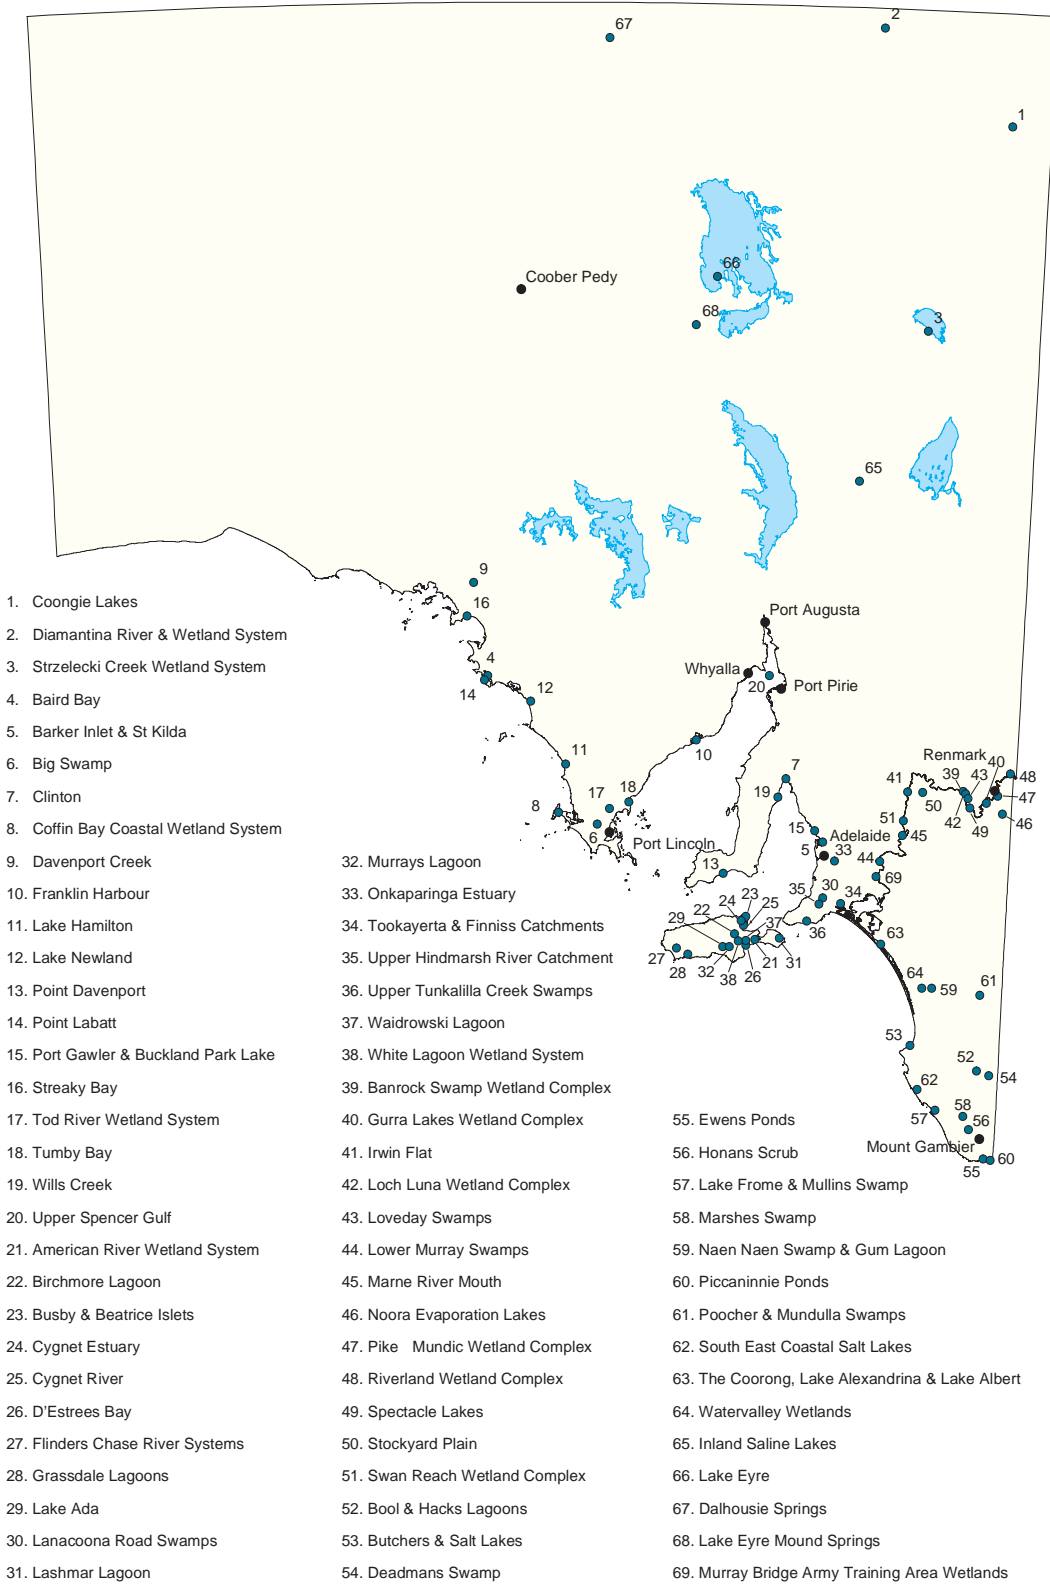 67
2
1
Coober Pedy
66
68
3
65
9
16
4
14
12
Port Augusta
Whyalla
20
Port Pirie
10
11
8
17
18
6
Port Lincoln
7
19
15
Adelaide
5
33
13
Renmark
40
48
39
43
41
50
47
42
49
46
51
45
44
69
35
30
34
36
23
24
25
22
37
29
27
28
32
38
26
21
31
63
64
59
61
53
52
54
62
57
58
56
Mount Gambier
55
60
1. Coongie Lakes
2. Diamantina River & Wetland System
3. Strzelecki Creek Wetland System
4. Baird Bay
5. Barker Inlet & St Kilda
6. Big Swamp
7. Clinton
8. Coffin Bay Coastal Wetland System
9. Davenport Creek
10. Franklin Harbour
11. Lake Hamilton
12. Lake Newland
13. Point Davenport
14. Point Labatt
15. Port Gawler & Buckland Park Lake
16. Streaky Bay
17. Tod River Wetland System
18. Tumby Bay
19. Wills Creek
20. Upper Spencer Gulf
21. American River Wetland System
22. Birchmore Lagoon
23. Busby & Beatrice Islets
24. Cygnet Estuary
25. Cygnet River
26. D'Estrees Bay
27. Flinders Chase River Systems
28. Grassdale Lagoons
29. Lake Ada
30. Lanacoona Road Swamps
31. Lashmar Lagoon
32. Murrays Lagoon
33. Onkaparinga Estuary
34. Tookayerta & Finniss Catchments
35. Upper Hindmarsh River Catchment
36. Upper Tunkalilla Creek Swamps
37. Waidrowski Lagoon
38. White Lagoon Wetland System
39. Banrock Swamp Wetland Complex
40. Gurra Lakes Wetland Complex
41. Irwin Flat
42. Loch Luna Wetland Complex
43. Loveday Swamps
44. Lower Murray Swamps
45. Marne River Mouth
46. Noora Evaporation Lakes
47. Pike Mundic Wetland Complex
48. Riverland Wetland Complex
49. Spectacle Lakes
50. Stockyard Plain
51. Swan Reach Wetland Complex
52. Bool & Hacks Lagoons
53. Butchers & Salt Lakes
54. Deadmans Swamp
55. Ewens Ponds
56. Honans Scrub
57. Lake Frome & Mullins Swamp
58. Marshes Swamp
59. Naen Naen Swamp & Gum Lagoon
60. Piccaninnie Ponds
61. Poocher & Mundulla Swamps
62. South East Coastal Salt Lakes
63. The Coorong, Lake Alexandrina & Lake Albert
64. Watervalley Wetlands
65. Inland Saline Lakes
66. Lake Eyre
67. Dalhousie Springs
68. Lake Eyre Mound Springs
69. Murray Bridge Army Training Area Wetlands